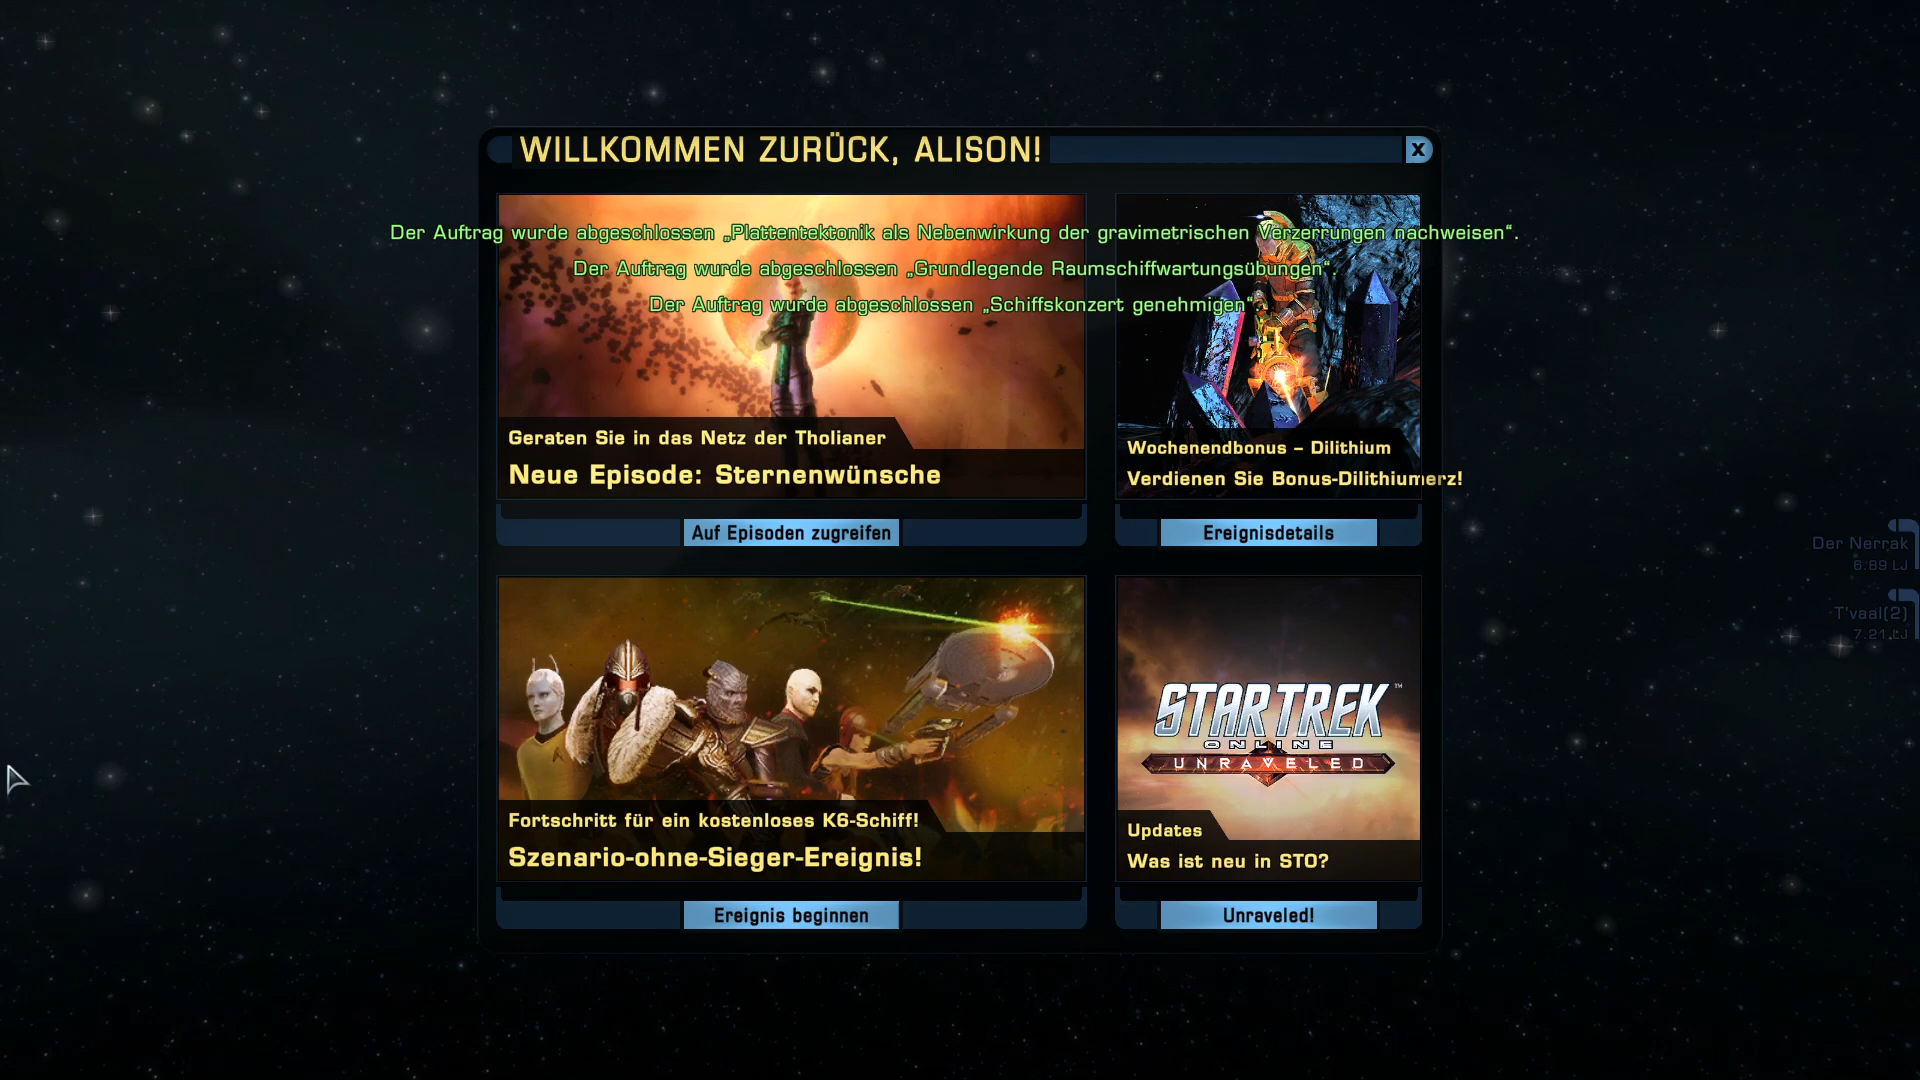 WILLKOMMEN ZURÜCK, ALISON!
X
Der Auftrag wurde abgeschlossen „Plattentektonik als Nebenwirkung der gravimetrischen Verzerrungen nachweisen“.
Der Auftrag wurde abgeschlossen „Grundlegende Raumschiffwartungsübungen“.
Der Auftrag wurde abgeschlossen „Schiffskonzert genehmigen“.
Geraten Sie in das Netz der Tholianer
Neue Episode: Sternenwünsche
Auf Episoden zugreifen
Wochenendbonus – Dilithium
Verdienen Sie Bonus-Dilithiumerz!
Ereignisdetails
Der Nerrak
6.89 LJ
T'vaal(2)
7.21 LJ
Fortschritt für ein kostenloses K6-Schiff!
Szenario-ohne-Sieger-Ereignis!
Ereignis beginnen
STAR TREK™
ONLINE
UNRAVELED
Updates
Was ist neu in STO?
Unraveled!